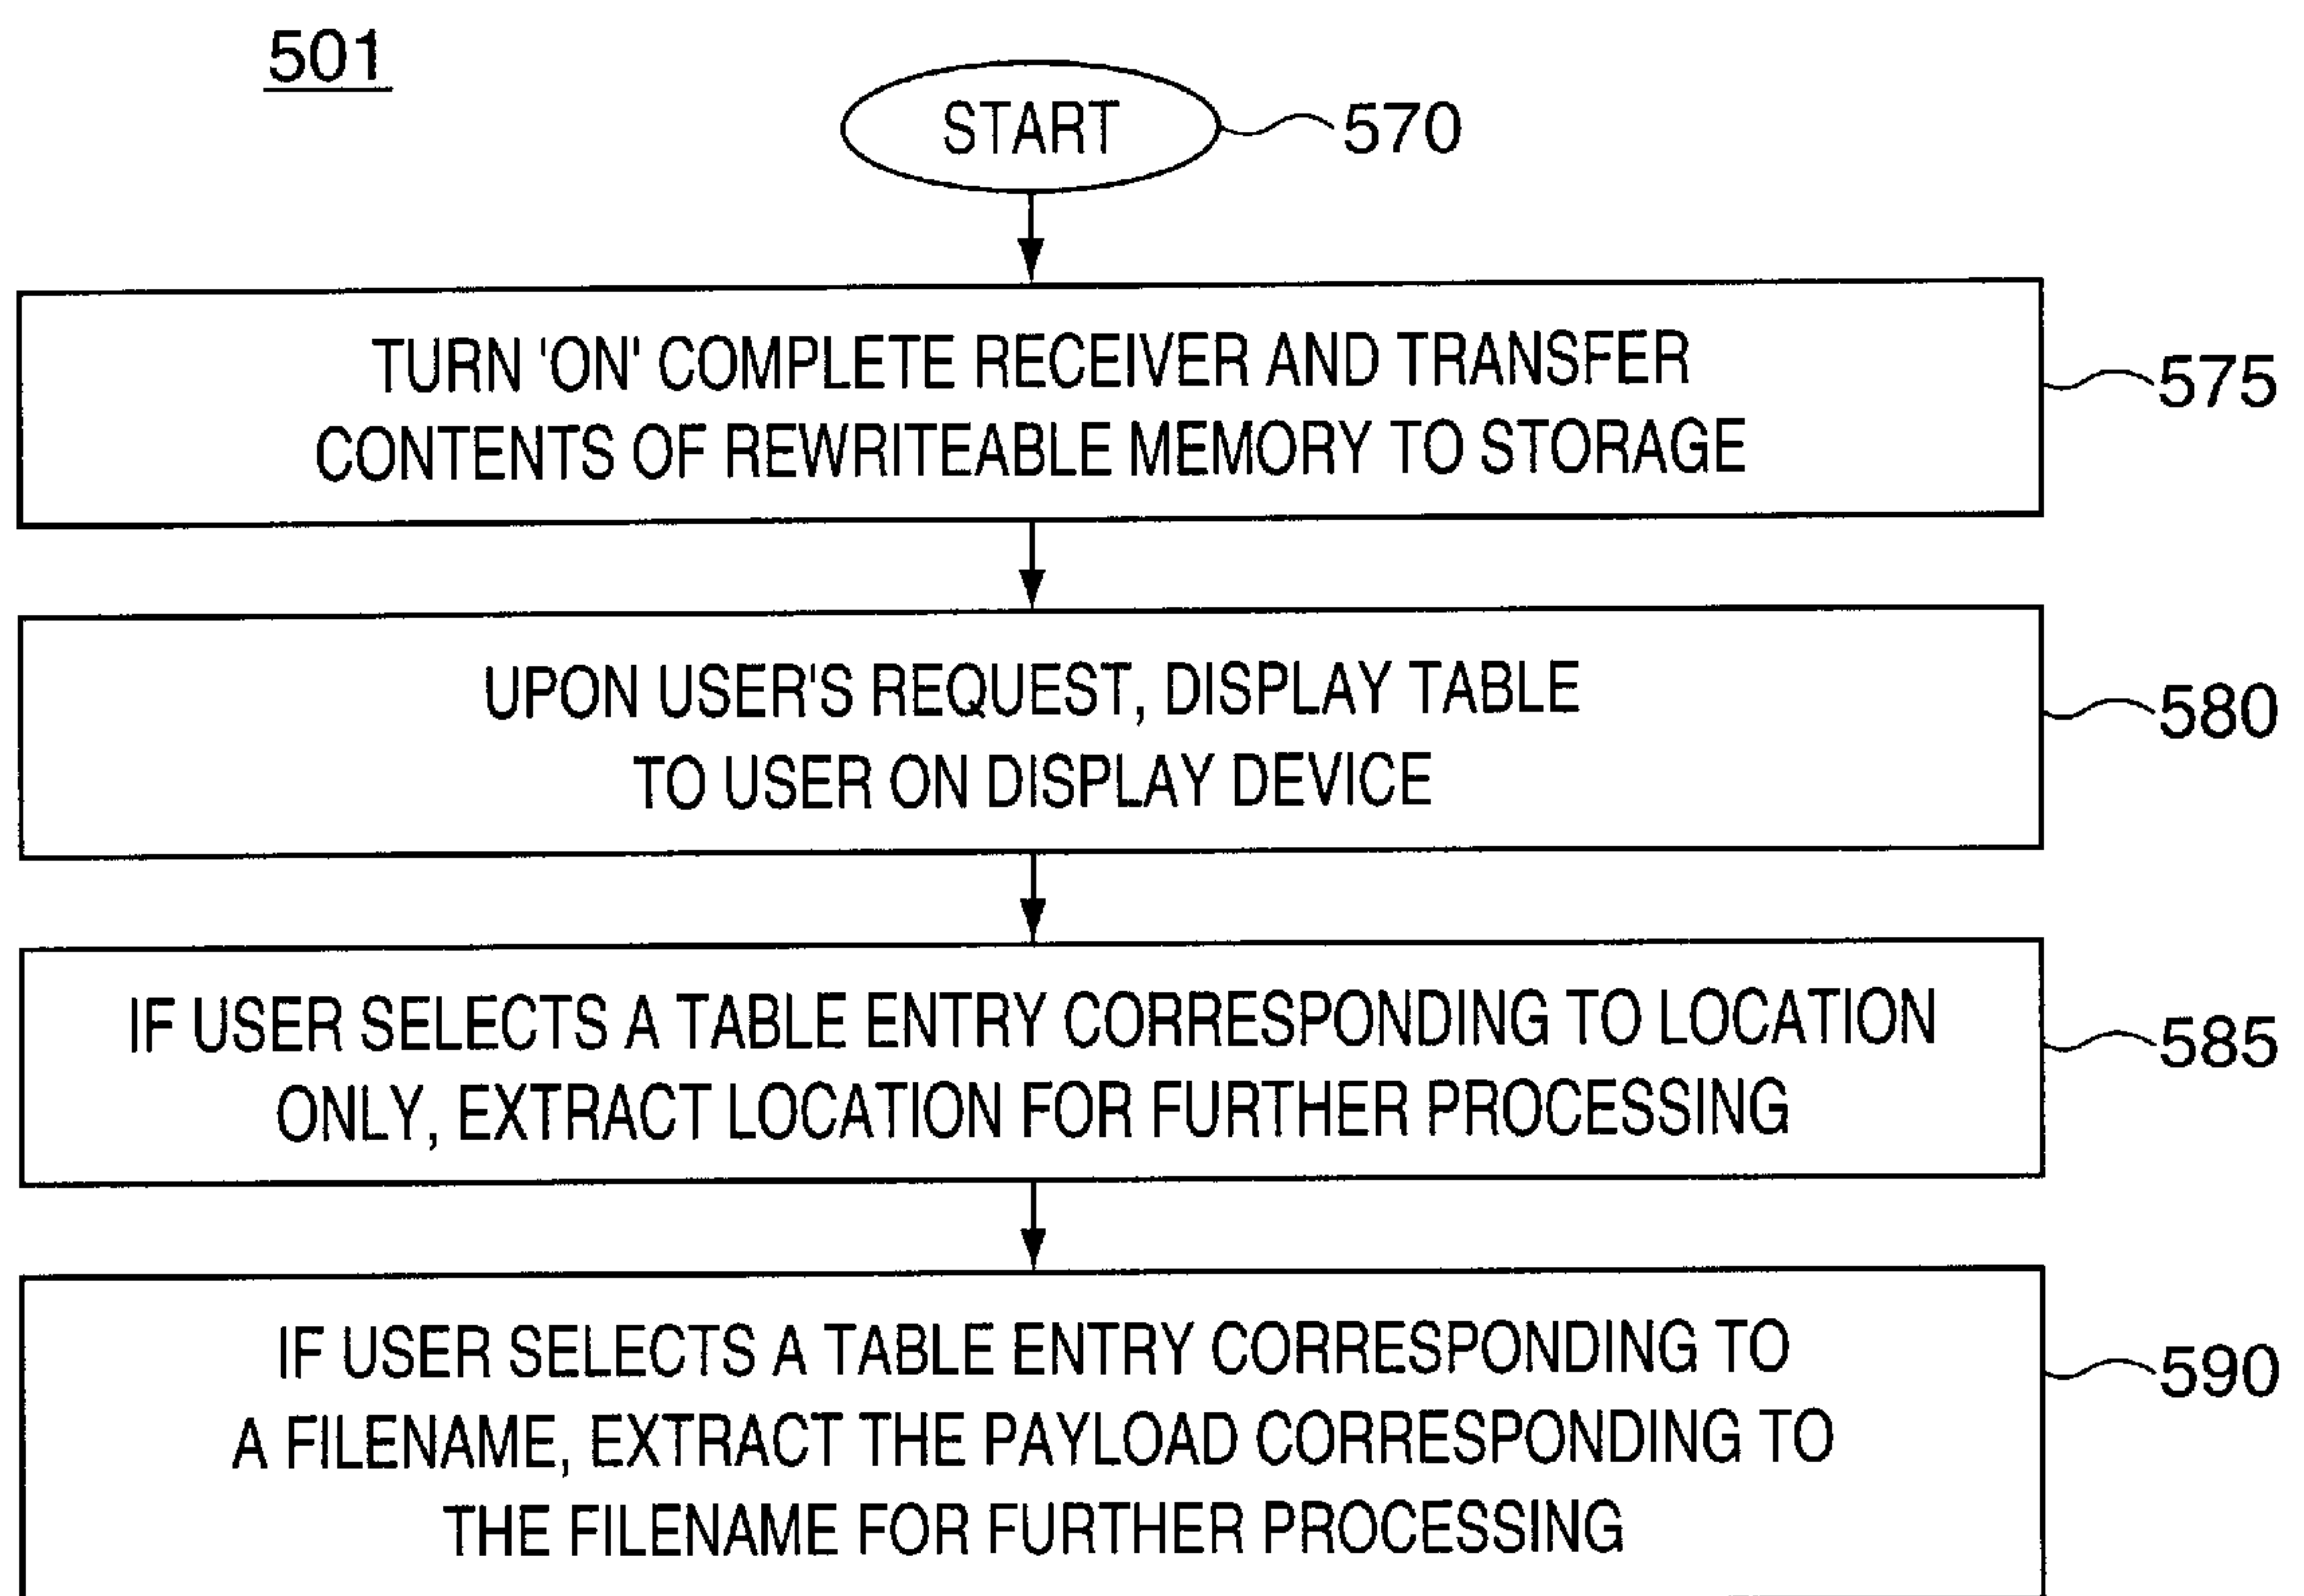 501
START
570
TURN 'ON' COMPLETE RECEIVER AND TRANSFER
CONTENTS OF REWRITEABLE MEMORY TO STORAGE
575
UPON USER'S REQUEST, DISPLAY TABLE
TO USER ON DISPLAY DEVICE
580
IF USER SELECTS A TABLE ENTRY CORRESPONDING TO LOCATION
ONLY, EXTRACT LOCATION FOR FURTHER PROCESSING
585
IF USER SELECTS A TABLE ENTRY CORRESPONDING TO
A FILENAME, EXTRACT THE PAYLOAD CORRESPONDING TO
THE FILENAME FOR FURTHER PROCESSING
590